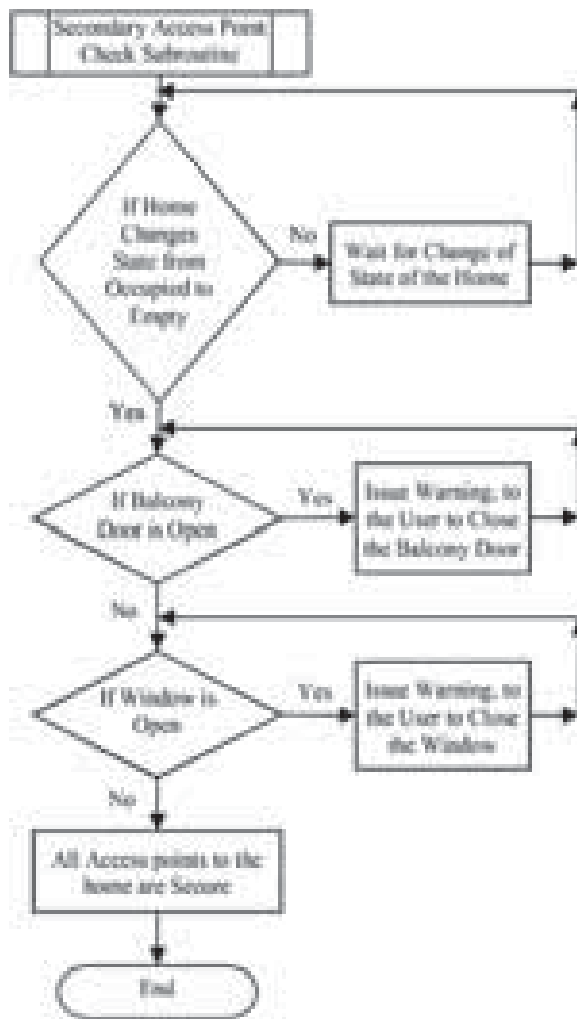 Secondary Access Point
Check Subroutine
If Home
Changes
State from
Occupied to
Empty
No
Wait for Change of
State of the Home
Yes
If Balcony
Door is Open
Yes
Issue Warning, to
the User to Close
the Balcony Door
No
If Window is
Open
Yes
Issue Warning, to
the User to Close
the Window
No
All Access points to the
home are Secure
End